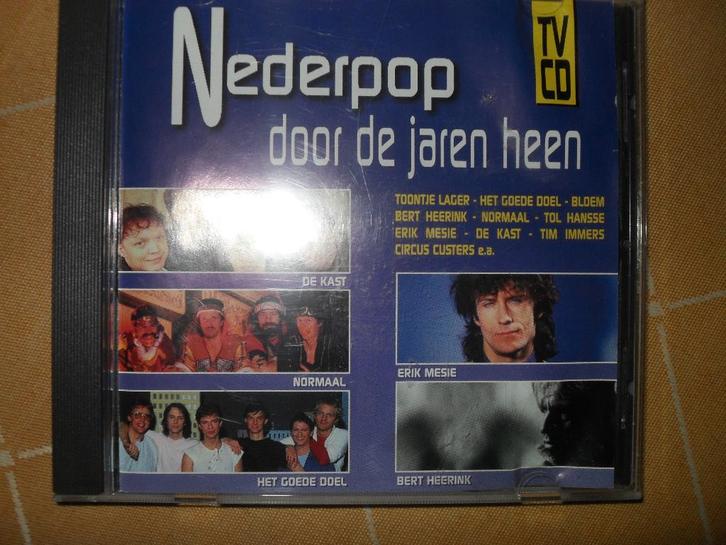 Nederpop
door de jaren heen
TV
CD
TOONTJE LAGER - HET GOEDE DOEL - BLOEM
BERT HEERINK - NORMAAL - TOL HANSSE
ERIK MESIE - DE KAST - TIM IMMERS
CIRCUS CUSTERS e.a.
DE KAST
NORMAAL
HET GOEDE DOEL
ERIK MESIE
BERT HEERINK